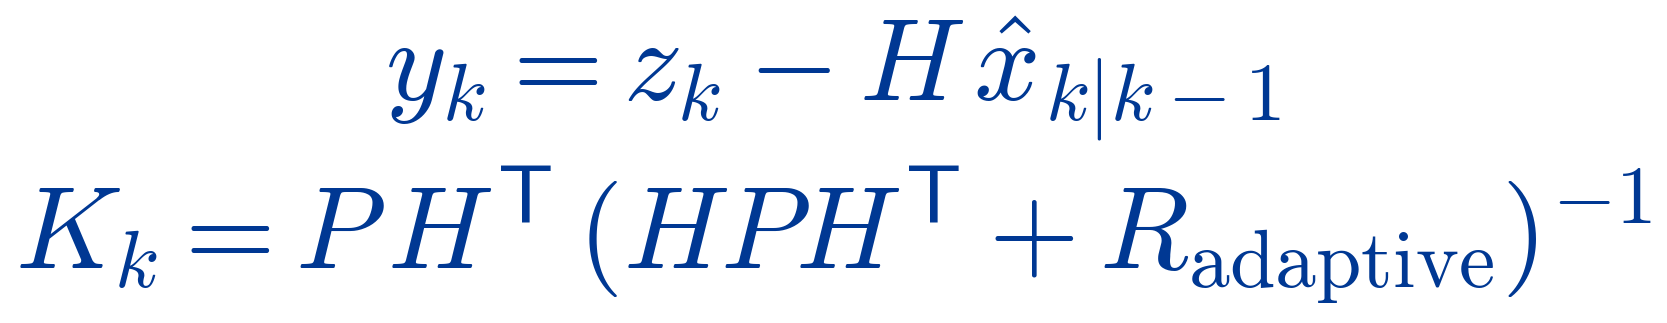 y_k = z_k − H x̂_{k|k−1}
K_k = P H^⊤ (H P H^⊤ + R_adaptive)^{−1}